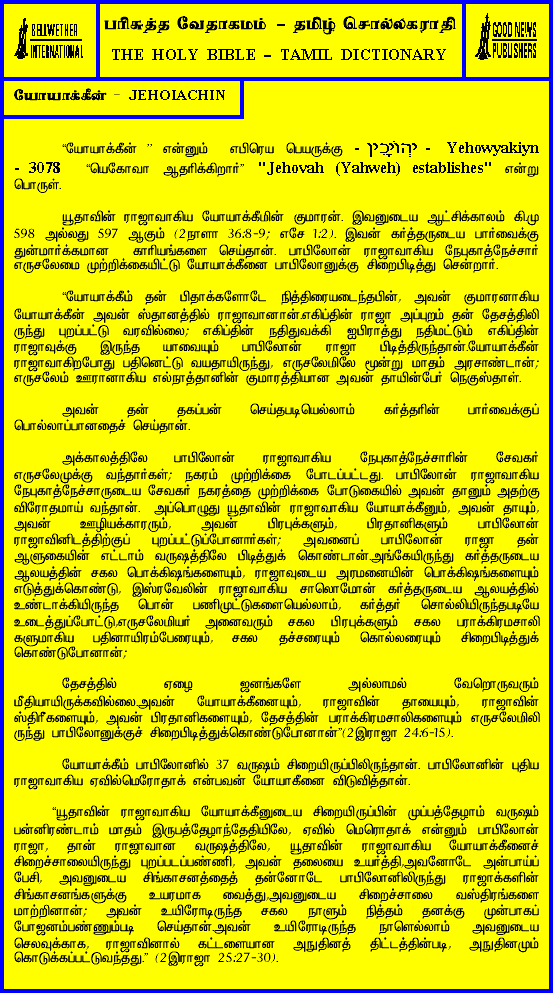 BELLWETHER
INTERNATIONAL
பரிசுத்த வேதாகமம் – தமிழ் சொல்லகராதி
THE HOLY BIBLE – TAMIL DICTIONARY
GOOD NEWS
PUBLISHERS
யோயாக்கீன் – JEHOIACHIN
“யோயாக்கீன் ” என்னும் எபிரெய பெயருக்கு - יְהוֹיָכִין - Yehowyakiyn
- 3078 “யெகோவா ஆதரிக்கிறார்” "Jehovah (Yahweh) establishes" என்று
பொருள்.
யூதாவின் ராஜாவாகிய யோயாக்கீமின் குமாரன். இவனுடைய ஆட்சிக்காலம் கி.மு
598 அல்லது 597 ஆகும் (2நாளா 36:8-9; எசே 1:2). இவன் கர்த்தருடைய பார்வைக்கு
துன்மார்க்கமான காரியங்களை செய்தான். பாபிலோன் ராஜாவாகிய நேபுகாத்நேச்சார்
எருசலேமை முற்றிக்கையிட்டு யோயாக்கீனை பாபிலோனுக்கு சிறைபிடித்து சென்றார்.
“யோயாக்கீம் தன் பிதாக்களோடே நித்திரையடைந்தபின், அவன் குமாரனாகிய
யோயாக்கீன் அவன் ஸ்தானத்தில் ராஜாவானான்.எகிப்தின் ராஜா அப்புறம் தன் தேசத்திலி
ருந்து புறப்பட்டு வரவில்லை; எகிப்தின் நதிதுவக்கி ஐபிராத்து நதிமட்டும் எகிப்தின்
ராஜாவுக்கு இருந்த யாவையும் பாபிலோன் ராஜா பிடித்திருந்தான்.யோயாக்கீன்
ராஜாவாகிறபோது பதினெட்டு வயதாயிருந்து, எருசலேமிலே மூன்று மாதம் அரசாண்டான்;
எருசலேம் ஊரானாகிய எல்நாத்தானின் குமாரத்தியான அவன் தாயின்பேர் நெகுஸ்தாள்.
அவன் தன் தகப்பன் செய்தபடியெல்லாம் கர்த்தரின் பார்வைக்குப்
பொல்லாப்பானதைச் செய்தான்.
அக்காலத்திலே பாபிலோன் ராஜாவாகிய நேபுகாத்நேச்சாரின் சேவகர்
எருசலேமுக்கு வந்தார்கள்; நகரம் முற்றிக்கை போடப்பட்டது. பாபிலோன் ராஜாவாகிய
நேபுகாத்நேச்சாருடைய சேவகர் நகரத்தை முற்றிக்கை போடுகையில் அவன் தானும் அதற்கு
விரோதமாய் வந்தான். அப்பொழுது யூதாவின் ராஜாவாகிய யோயாக்கீனும், அவன் தாயும்,
அவன் ஊழியக்காரரும், அவன் பிரபுக்களும், பிரதானிகளும் பாபிலோன்
ராஜாவினிடத்திற்குப் புறப்பட்டுப்போனார்கள்; அவனைப் பாபிலோன் ராஜா தன்
ஆளுகையின் எட்டாம் வருஷத்திலே பிடித்துக் கொண்டான்.அங்கேயிருந்து கர்த்தருடைய
ஆலயத்தின் சகல பொக்கிஷங்களையும், ராஜாவுடைய அரமனையின் பொக்கிஷங்களையும்
எடுத்துக்கொண்டு, இஸ்ரவேலின் ராஜாவாகிய சாலொமோன் கர்த்தருடைய ஆலயத்தில்
உண்டாக்கியிருந்த பொன் பணிமுட்டுகளையெல்லாம், கர்த்தர் சொல்லியிருந்தபடியே
உடைத்துப்போட்டு,எருசலேமியர் அனைவரும் சகல பிரபுக்களும் சகல பராக்கிரமசாலி
களுமாகிய பதினாயிரம்பேரையும், சகல தச்சரையும் கொல்லரையும் சிறைபிடித்துக்
கொண்டுபோனான்;
தேசத்தில் ஏழை ஜனங்களே அல்லாமல் வேறொருவரும்
மீதியாயிருக்கவில்லை.அவன் யோயாக்கீனையும், ராஜாவின் தாயையும், ராஜாவின்
ஸ்திரீகளையும், அவன் பிரதானிகளையும், தேசத்தின் பராக்கிரமசாலிகளையும் எருசலேமிலி
ருந்து பாபிலோனுக்குச் சிறைபிடித்துக்கொண்டுபோனான்”(2இராஜா 24:6-15).
யோயாக்கீம் பாபிலோனில் 37 வருஷம் சிறையிருப்பிலிருந்தான். பாபிலோனின் புதிய
ராஜாவாகிய ஏவில்மெரோதாக் என்பவன் யோயாகீனை விடுவித்தான்.
“யூதாவின் ராஜாவாகிய யோயாக்கீனுடைய சிறையிருப்பின் முப்பத்தேழாம் வருஷம்
பன்னிரண்டாம் மாதம் இருபத்தேழாந்தேதியிலே, ஏவில் மெரொதாக் என்னும் பாபிலோன்
ராஜா, தான் ராஜாவான வருஷத்திலே, யூதாவின் ராஜாவாகிய யோயாக்கீனைச்
சிறைச்சாலையிலிருந்து புறப்படப்பண்ணி, அவன் தலையை உயர்த்தி,அவனோடே அன்பாய்ப்
பேசி, அவனுடைய சிங்காசனத்தைத் தன்னோடே பாபிலோனிலிருந்து ராஜாக்களின்
சிங்காசனங்களுக்கு உயரமாக வைத்து,அவனுடைய சிறைச்சாலை வஸ்திரங்களை
மாற்றினான்; அவன் உயிரோடிருந்த சகல நாளும் நித்தம் தனக்கு முன்பாகப்
போஜனம்பண்ணும்படி செய்தான்.அவன் உயிரோடிருந்த நாளெல்லாம் அவனுடைய
செலவுக்காக, ராஜாவினால் கட்டளையான அநுதினத் திட்டத்தின்படி, அநுதினமும்
கொடுக்கப்பட்டுவந்தது.” (2இராஜா 25:27-30).